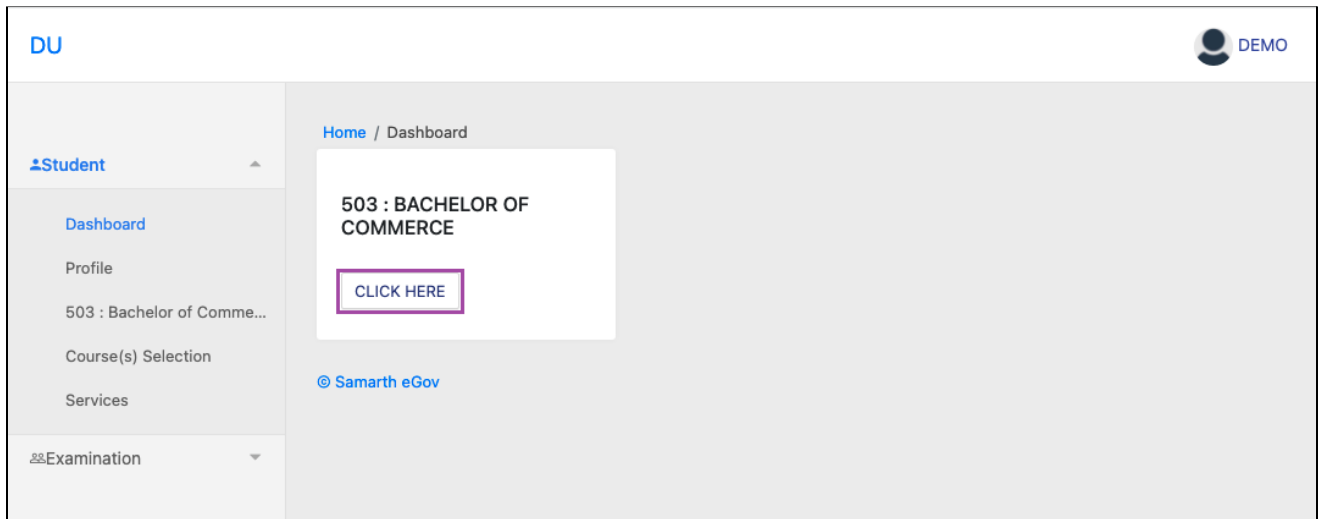 DU
DEMO
Student
Dashboard
Profile
503 : Bachelor of Comme...
Course(s) Selection
Services
Examination
Home / Dashboard
503 : BACHELOR OF
COMMERCE
CLICK HERE
© Samarth eGov